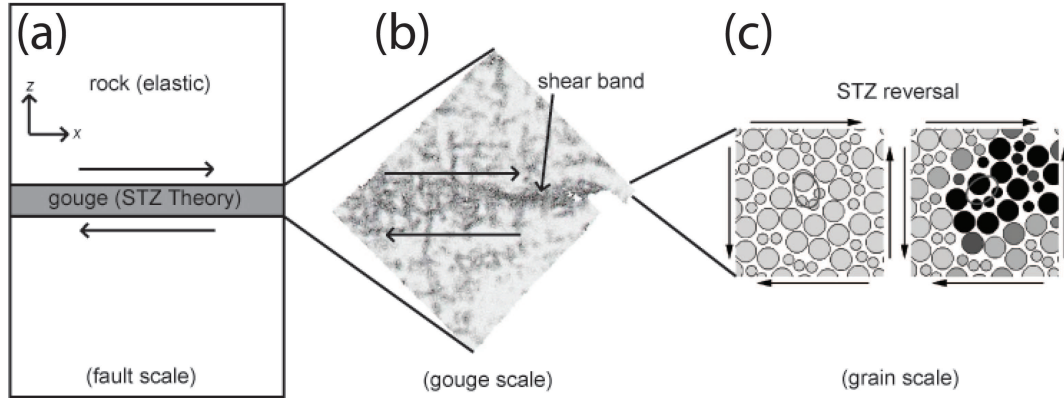 (a)
rock (elastic)
z
x
gouge (STZ Theory)
(fault scale)
(b)
shear band
(gouge scale)
(c)
STZ reversal
(grain scale)